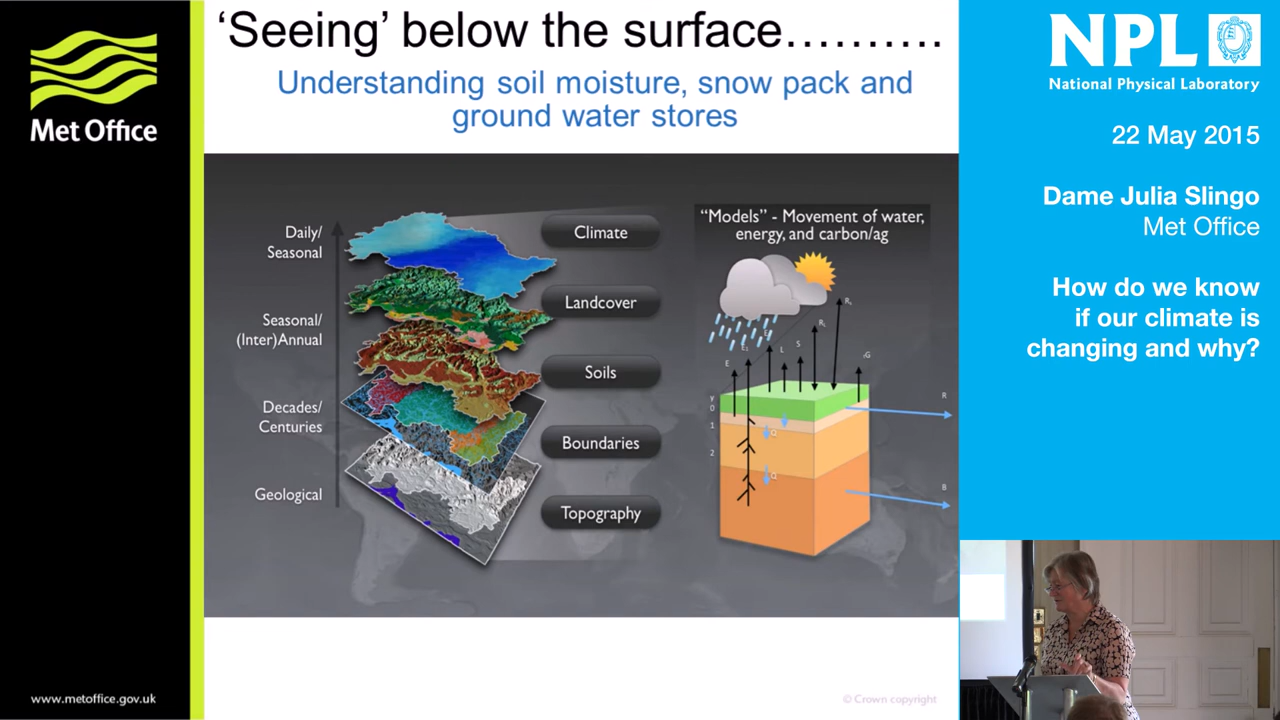 ‘Seeing’ below the surface……….
Understanding soil moisture, snow pack and
ground water stores
Met Office
www.metoffice.gov.uk
Daily/
Seasonal
Seasonal/
(Inter)Annual
Decades/
Centuries
Geological
Climate
Landcover
Soils
Boundaries
Topography
“Models” - Movement of water,
energy, and carbon/ag
E
L
S
G
y
0
1
2
Q
Q
R
B
© Crown copyright
NPL
National Physical Laboratory
22 May 2015
Dame Julia Slingo
Met Office
How do we know
if our climate is
changing and why?